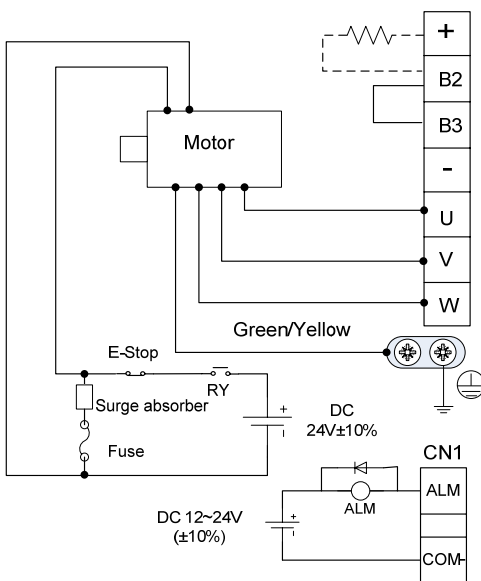 +
B2
B3
-
U
V
W
Motor
Green/Yellow
E-Stop
RY
Surge absorber
Fuse
+
-
DC
24V±10%
CN1
ALM
COM-
ALM
DC 12~24V
(±10%)
+
-